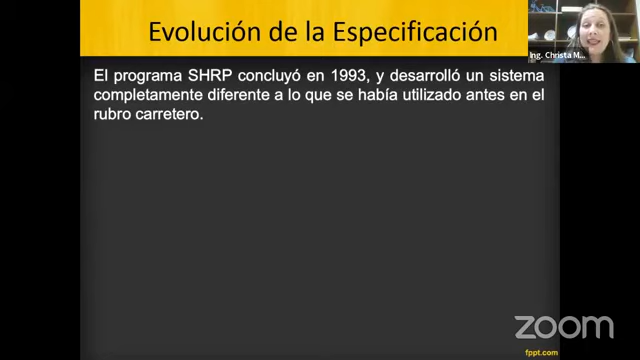 Evolución de la Especificación
Ing. Christa M...
El programa SHRP concluyó en 1993, y desarrolló un sistema
completamente diferente a lo que se había utilizado antes en el
rubro carretero.
zoom
fppt.com